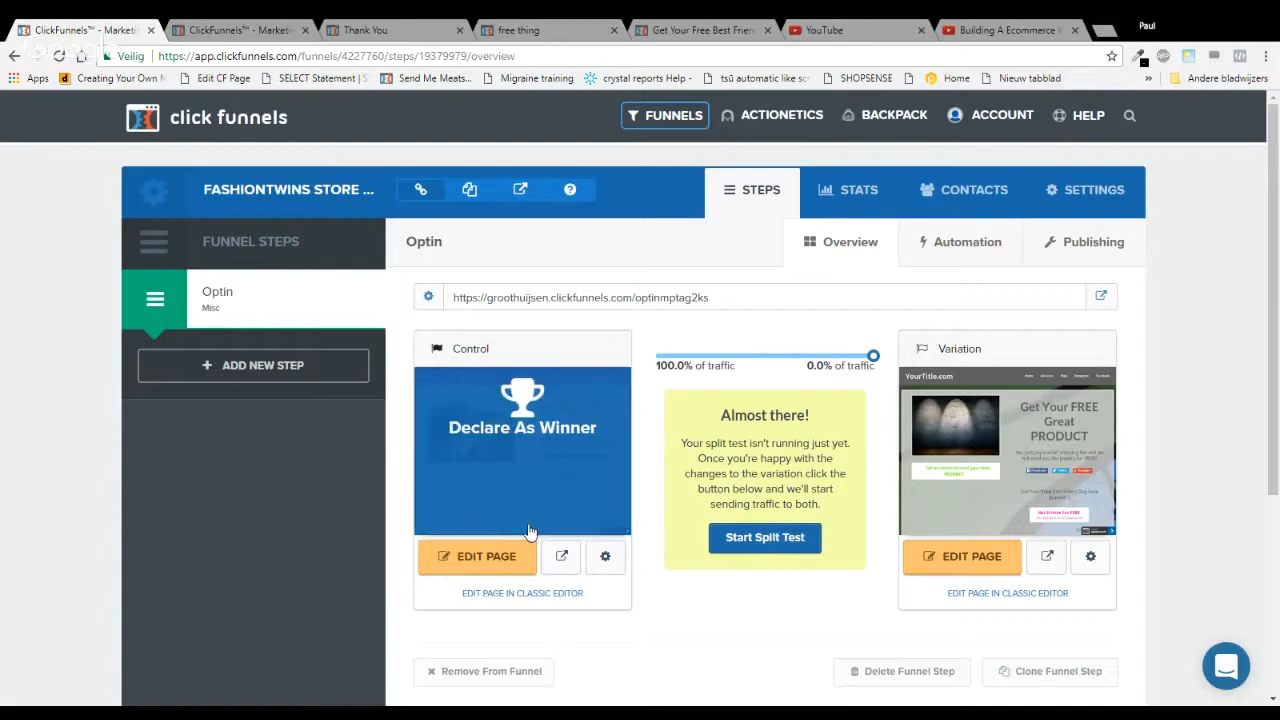 Paul
ClickFunnels™ - Marketi
ClickFunnels™ - Marketin
Thank You
free thing
Get Your Free Best Frien
YouTube
Building A Ecommerce
Google
Veilig
https://app.clickfunnels.com/funnels/4227760/steps/19379979/overview
Apps
Creating Your Own N
Edit CF Page
SELECT Statement |
Send Me Meats...
Migraine training
crystal reports Help -
tsû automatic like sc
SHOPSENSE
Home
Nieuw tabblad
»
Andere bladwijzers
click funnels
FUNNELS
ACTIONETICS
BACKPACK
ACCOUNT
HELP
FASHIONTWINS STORE ...
STEPS
STATS
CONTACTS
SETTINGS
FUNNEL STEPS
Optin
Overview
Automation
Publishing
Optin
Misc
https://groothuijsen.clickfunnels.com/optinmptag2ks
+ ADD NEW STEP
Control
Declare As Winner
100.0% of traffic
0.0% of traffic
Almost there!
Your split test isn't running just yet.
Once you're happy with the
changes to the variation click the
button below and we'll start
sending traffic to both.
Start Split Test
Variation
YourTitle.com
Get Your FREE
Great
PRODUCT
EDIT PAGE
EDIT PAGE
EDIT PAGE IN CLASSIC EDITOR
EDIT PAGE IN CLASSIC EDITOR
Remove From Funnel
Delete Funnel Step
Clone Funnel Step